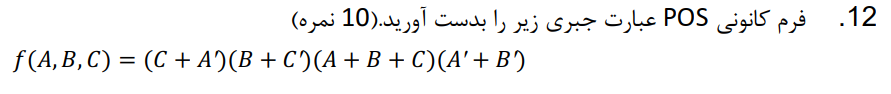 12. فرم کانونی POS عبارت جبری زیر را بدست آورید.(10 نمره)
f(A, B, C) = (C + A′)(B + C′)(A + B + C)(A′ + B′)